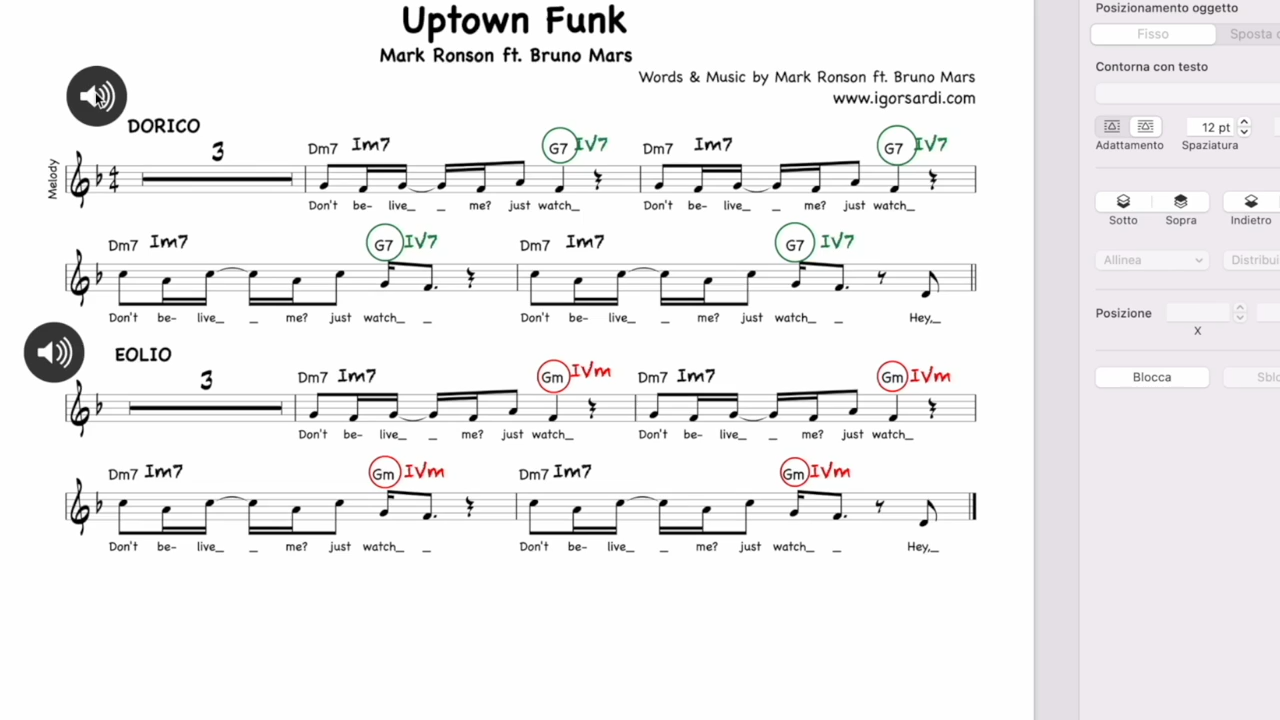 Uptown Funk
Mark Ronson ft. Bruno Mars
Words & Music by Mark Ronson ft. Bruno Mars
www.igorsardi.com
DORICO
Melody
3 Dm7 Im7 G7 IV7 Dm7 Im7 G7 IV7
Don't be- live_ _ me? just watch_ Don't be- live_ _ me? just watch_
Dm7 Im7 G7 IV7 Dm7 Im7 G7 IV7
Don't be- live_ _ me? just watch_ _ Don't be- live_ _ me? just watch_ _ Hey,_
EOLIO
3 Dm7 Im7 Gm IVm Dm7 Im7 Gm IVm
Don't be- live_ _ me? just watch_ Don't be- live_ _ me? just watch_
Dm7 Im7 Gm IVm Dm7 Im7 Gm IVm
Don't be- live_ _ me? just watch_ _ Don't be- live_ _ me? just watch_ _ Hey,_
Posizionamento oggetto
Fisso Sposta
Contorna con testo
12 pt
Adattamento Spaziatura
Sotto Sopra Indietro
Allinea Distribui
Posizione
X
Blocca Sblo